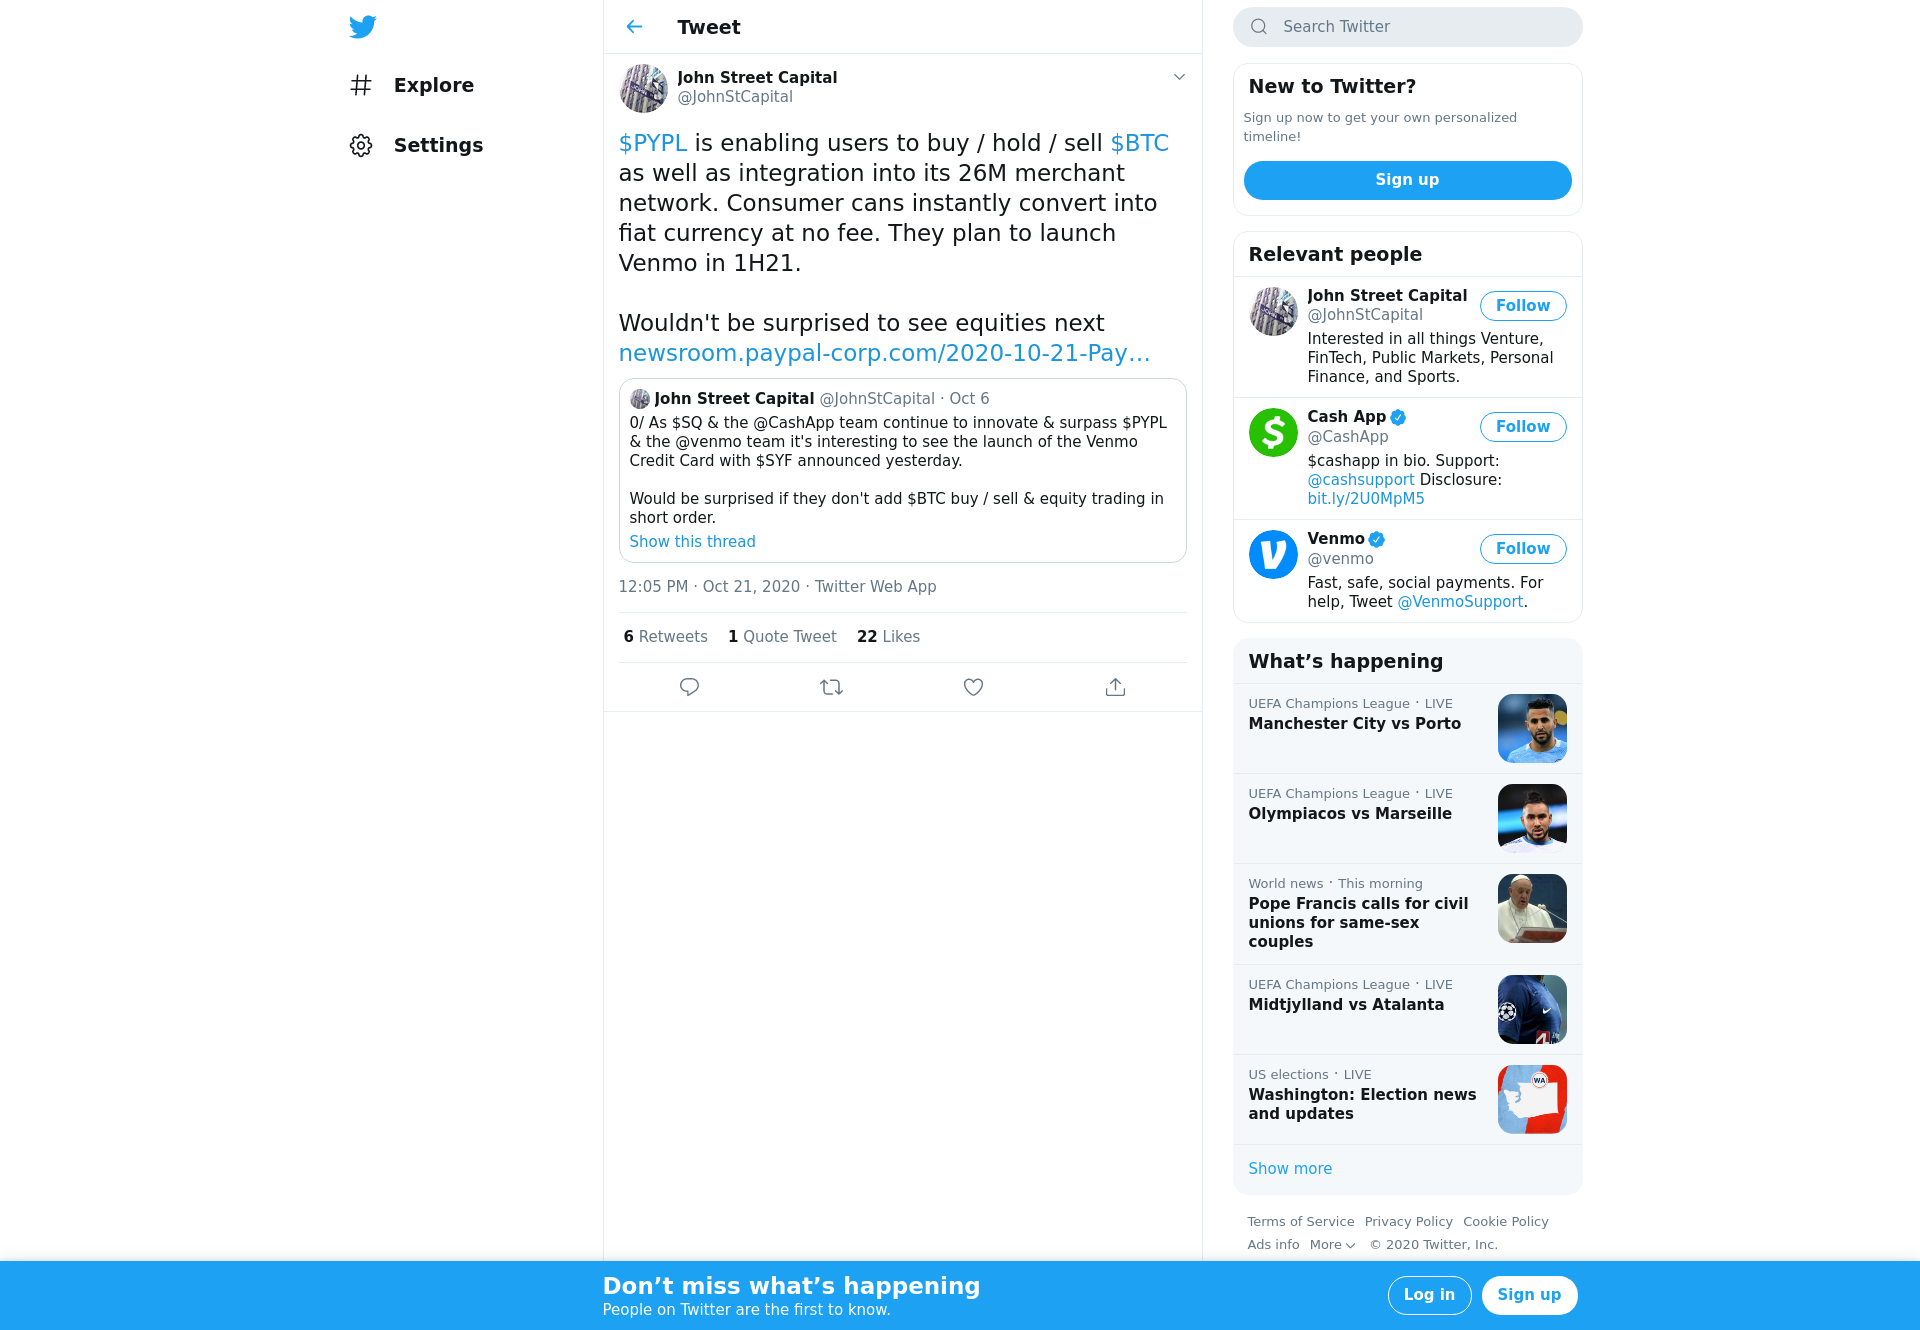 Explore
Settings
Tweet
John Street Capital
@JohnStCapital
$PYPL is enabling users to buy / hold / sell $BTC
as well as integration into its 26M merchant
network. Consumer cans instantly convert into
fiat currency at no fee. They plan to launch
Venmo in 1H21.
Wouldn't be surprised to see equities next
newsroom.paypal-corp.com/2020-10-21-Pay…
John Street Capital @JohnStCapital · Oct 6
0/ As $SQ & the @CashApp team continue to innovate & surpass $PYPL
& the @venmo team it's interesting to see the launch of the Venmo
Credit Card with $SYF announced yesterday.
Would be surprised if they don't add $BTC buy / sell & equity trading in
short order.
Show this thread
12:05 PM · Oct 21, 2020 · Twitter Web App
6 Retweets 1 Quote Tweet 22 Likes
Search Twitter
New to Twitter?
Sign up now to get your own personalized
timeline!
Sign up
Relevant people
John Street Capital
@JohnStCapital
Follow
Interested in all things Venture,
FinTech, Public Markets, Personal
Finance, and Sports.
Cash App
@CashApp
Follow
$cashapp in bio. Support:
@cashsupport Disclosure:
bit.ly/2U0MpM5
Venmo
@venmo
Follow
Fast, safe, social payments. For
help, Tweet @VenmoSupport.
What’s happening
UEFA Champions League · LIVE
Manchester City vs Porto
UEFA Champions League · LIVE
Olympiacos vs Marseille
World news · This morning
Pope Francis calls for civil
unions for same-sex
couples
UEFA Champions League · LIVE
Midtjylland vs Atalanta
US elections · LIVE
Washington: Election news
and updates
WA
Show more
Terms of Service Privacy Policy Cookie Policy
Ads info More © 2020 Twitter, Inc.
Don’t miss what’s happening
People on Twitter are the first to know.
Log in
Sign up